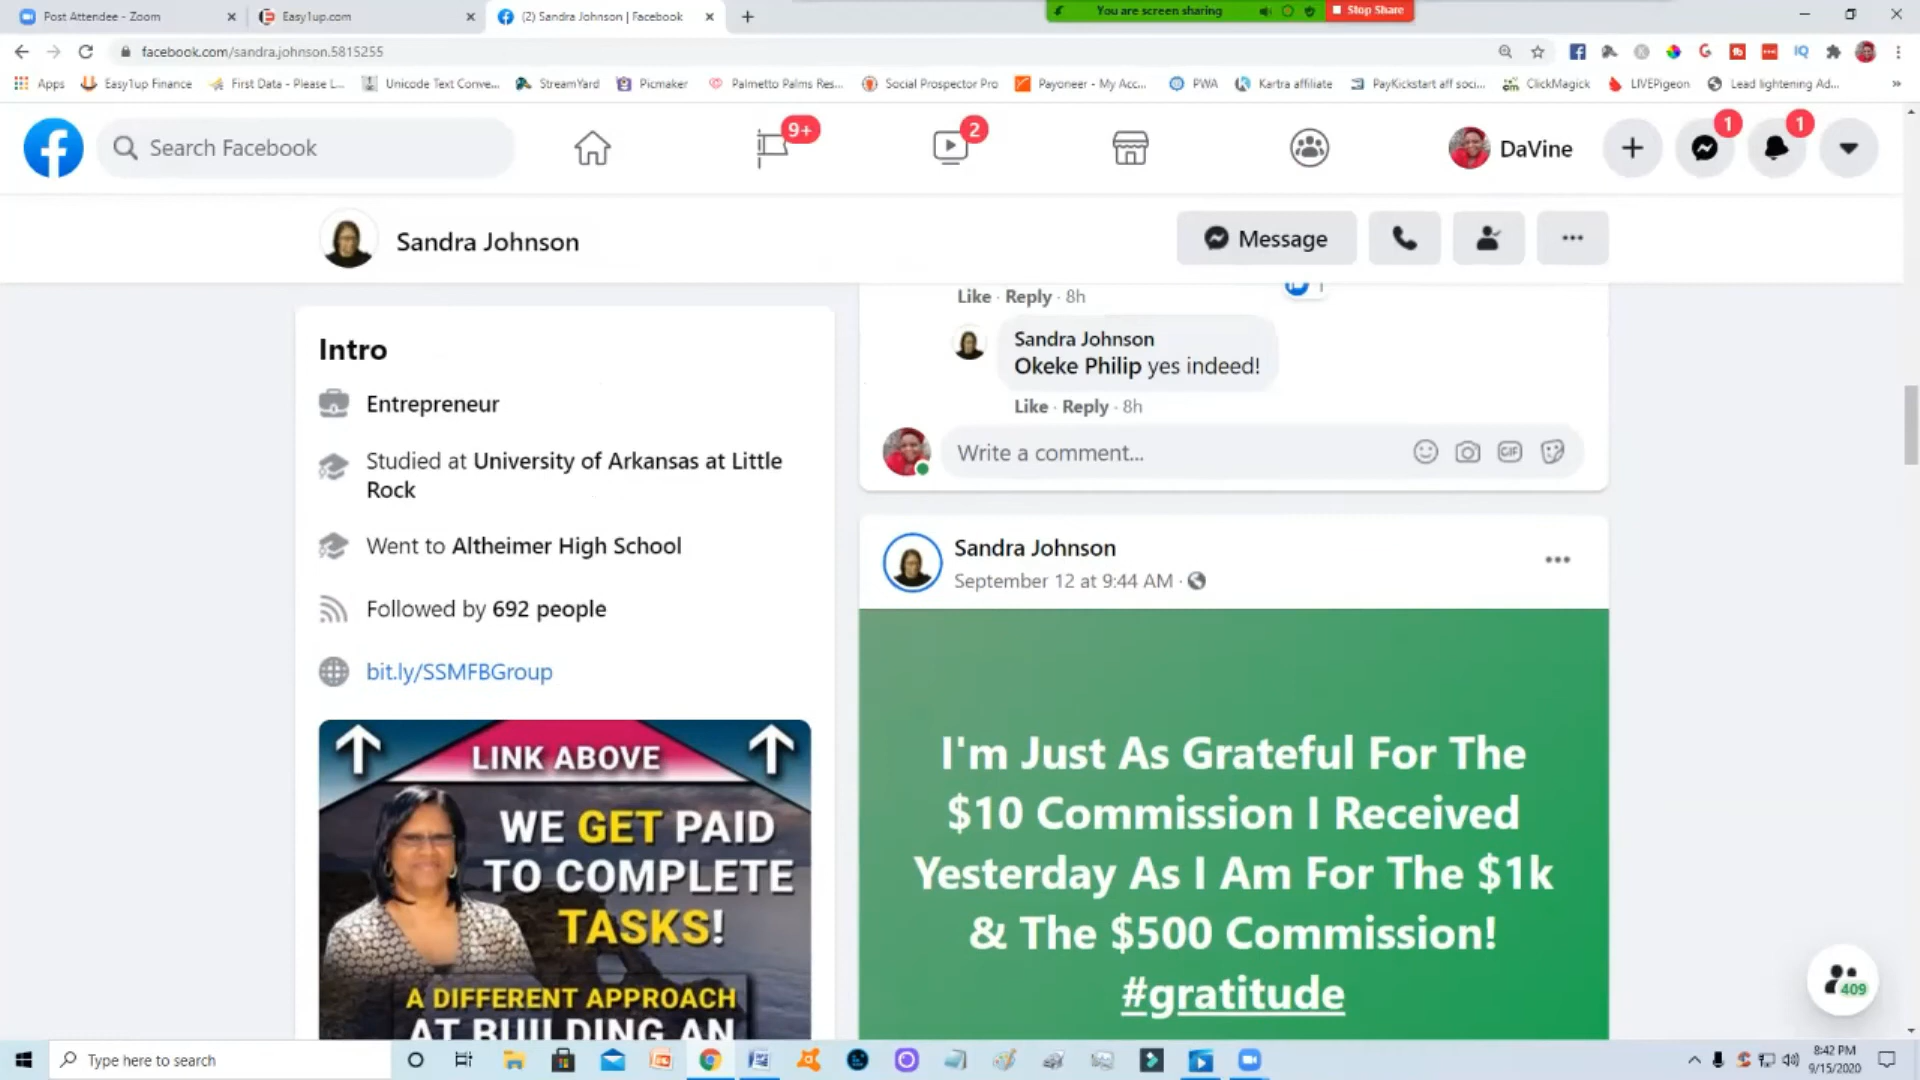 Post Attendee - Zoom
Easy1up.com
(2) Sandra Johnson | Facebook
You are screen sharing
Stop Share
facebook.com/sandra.johnson.5815255
Apps
Easy1up Finance
First Data - Please L...
Unicode Text Conve...
StreamYard
Picmaker
Palmetto Palms Res...
Social Prospector Pro
Payoneer - My Acc...
PWA
Kartra affiliate
PayKickstart aff soci...
ClickMagick
LIVEPigeon
Lead lightening Ad...
Search Facebook
9+
2
DaVine
1
1
Sandra Johnson
Message
Intro
Entrepreneur
Studied at University of Arkansas at Little
Rock
Went to Altheimer High School
Followed by 692 people
bit.ly/SSMFBGroup
LINK ABOVE
WE GET PAID
TO COMPLETE
TASKS!
A DIFFERENT APPROACH
AT BUILDING AN
Like · Reply · 8h
1
Sandra Johnson
Okeke Philip yes indeed!
Like · Reply · 8h
Write a comment...
GIF
Sandra Johnson
September 12 at 9:44 AM ·
I'm Just As Grateful For The
$10 Commission I Received
Yesterday As I Am For The $1k
& The $500 Commission!
#gratitude
409
Type here to search
8:42 PM
9/15/2020